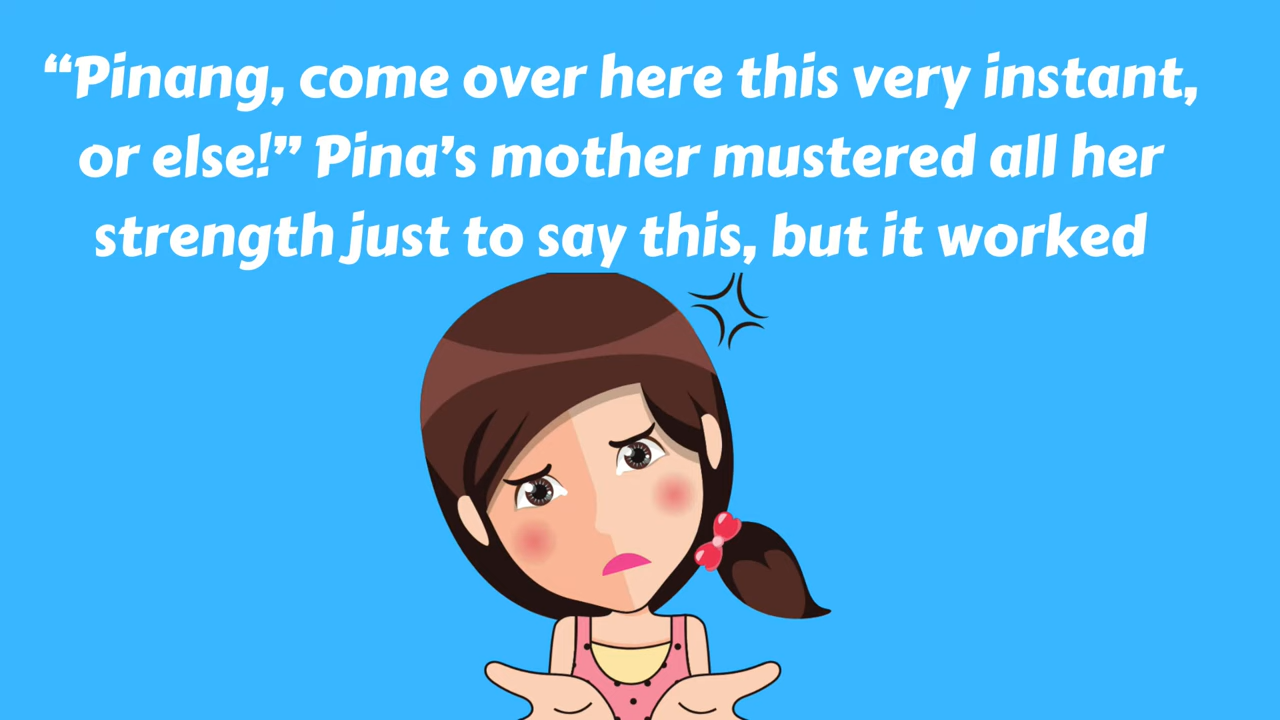 “Pinang, come over here this very instant,
or else!” Pina’s mother mustered all her
strength just to say this, but it worked